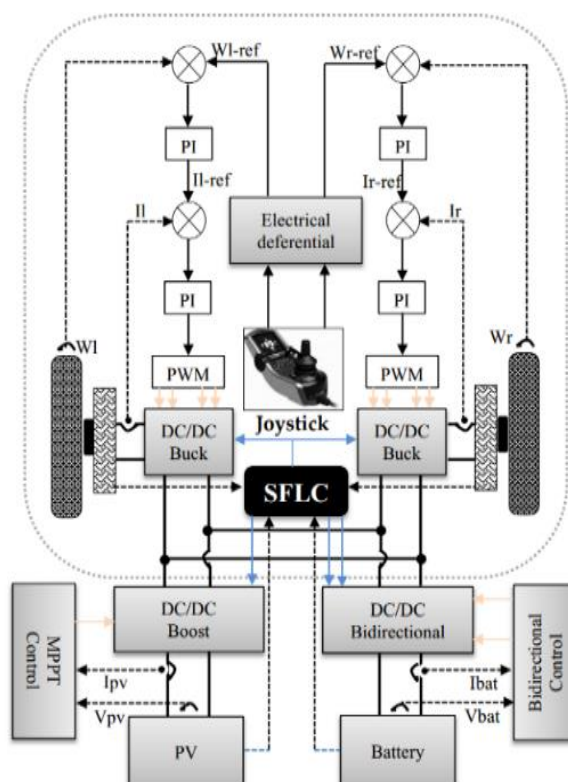 Wl-ref
Wr-ref
PI
PI
Il-ref
Ir-ref
Il
Ir
Electrical
deferential
PI
PI
Wl
Wr
PWM
PWM
Joystick
DC/DC
Buck
DC/DC
Buck
SFLC
DC/DC
Boost
DC/DC
Bidirectional
MPPT
Control
Bidirectional Control
Ipv
Ibat
Vpv
Vbat
PV
Battery